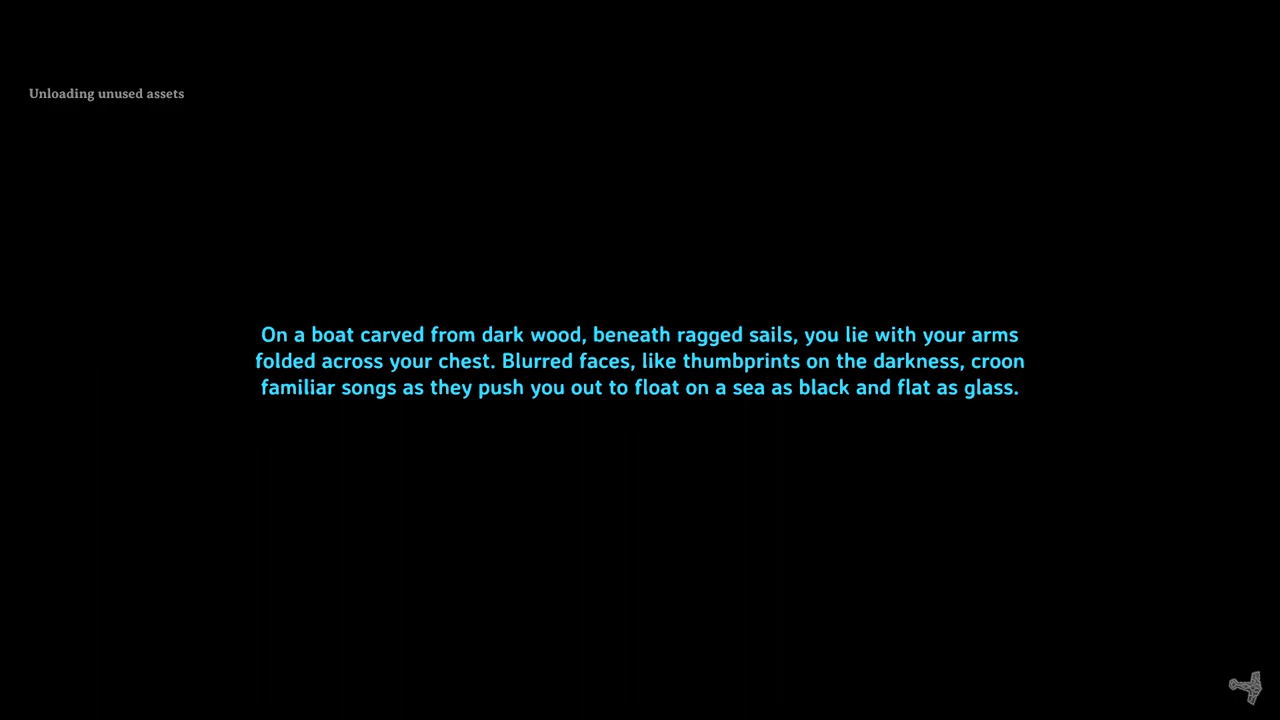 Unloading unused assets
On a boat carved from dark wood, beneath ragged sails, you lie with your arms
folded across your chest. Blurred faces, like thumbprints on the darkness, croon
familiar songs as they push you out to float on a sea as black and flat as glass.